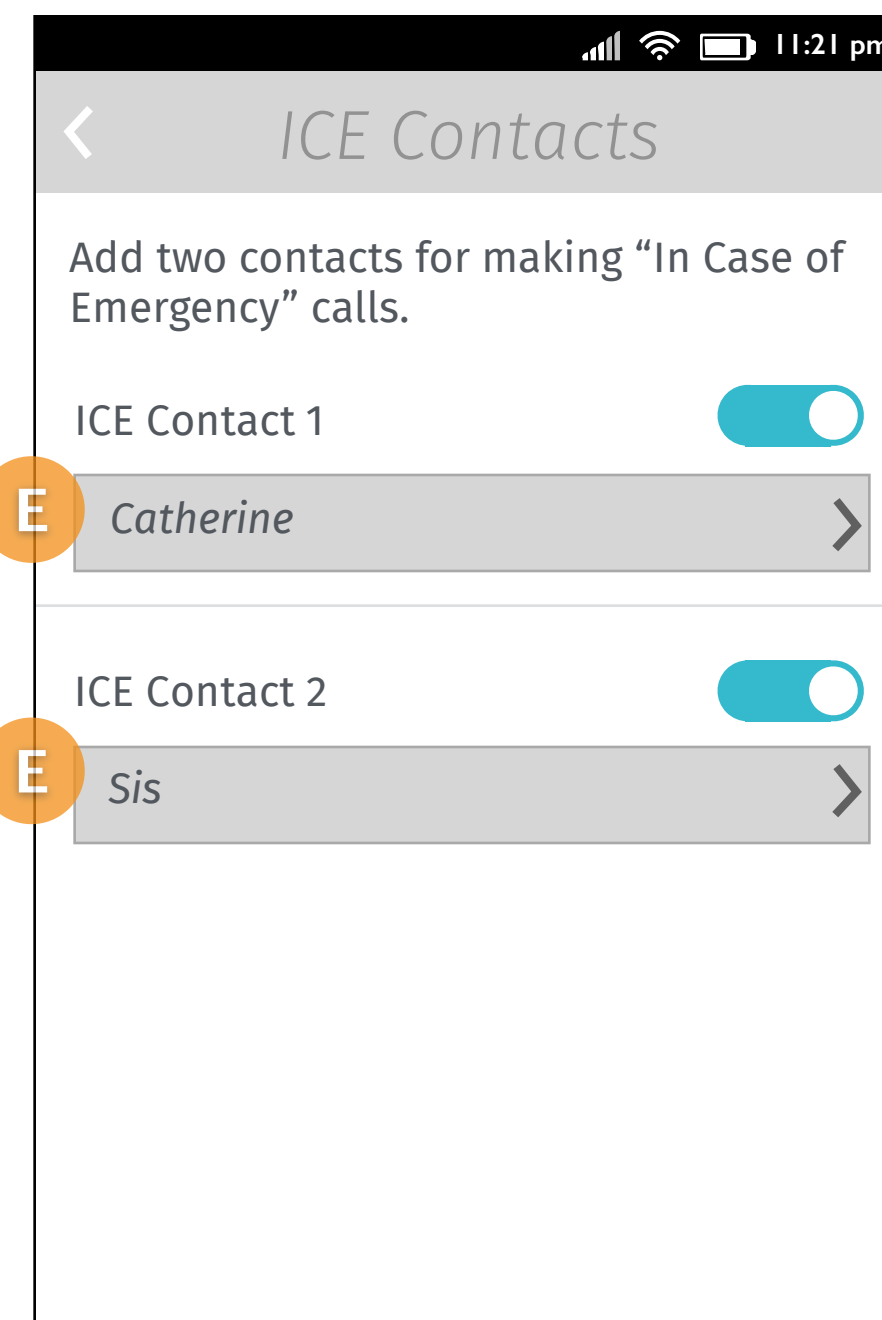 11:21 pm
ICE Contacts
Add two contacts for making “In Case of
Emergency” calls.
ICE Contact 1
E
Catherine
ICE Contact 2
E
Sis